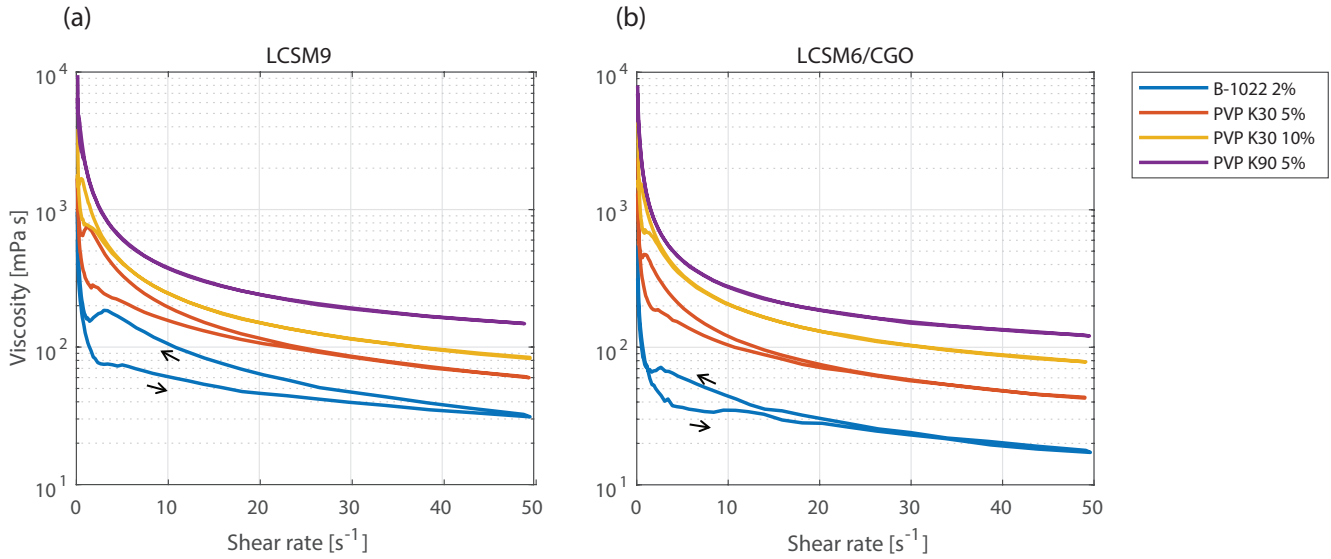 (a)
LCSM9
10^4
10^3
10^2
10^1
Viscosity [mPa s]
0 10 20 30 40 50
Shear rate [s^-1]
(b)
LCSM6/CGO
10^4
10^3
10^2
10^1
0 10 20 30 40 50
Shear rate [s^-1]
B-1022 2%
PVP K30 5%
PVP K30 10%
PVP K90 5%